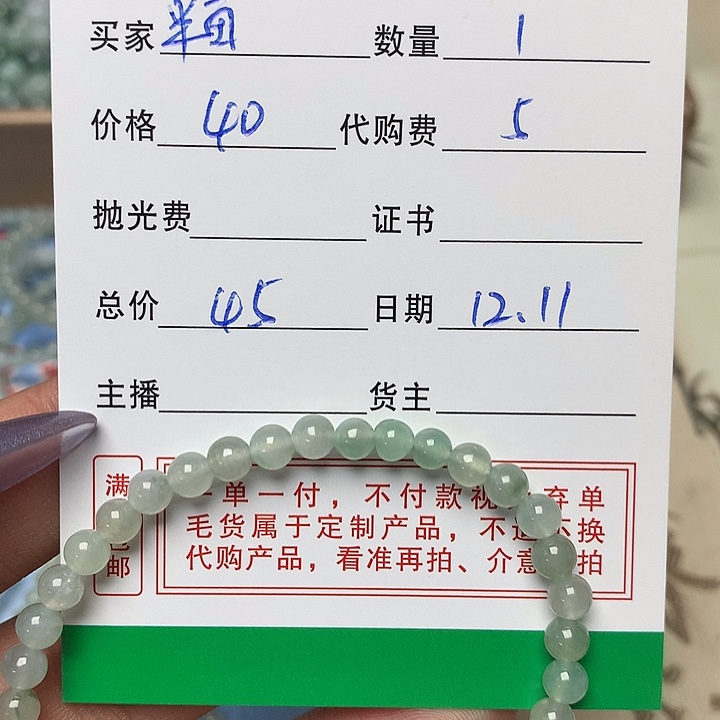 买家 数量 1
价格 40 代购费 5
抛光费 证书
总价 45 日期 12.11
主播 货主
满 邮
一单一付，不付款视 弃单
毛货属于定制产品，不退不换
代购产品，看准再拍、介意 拍